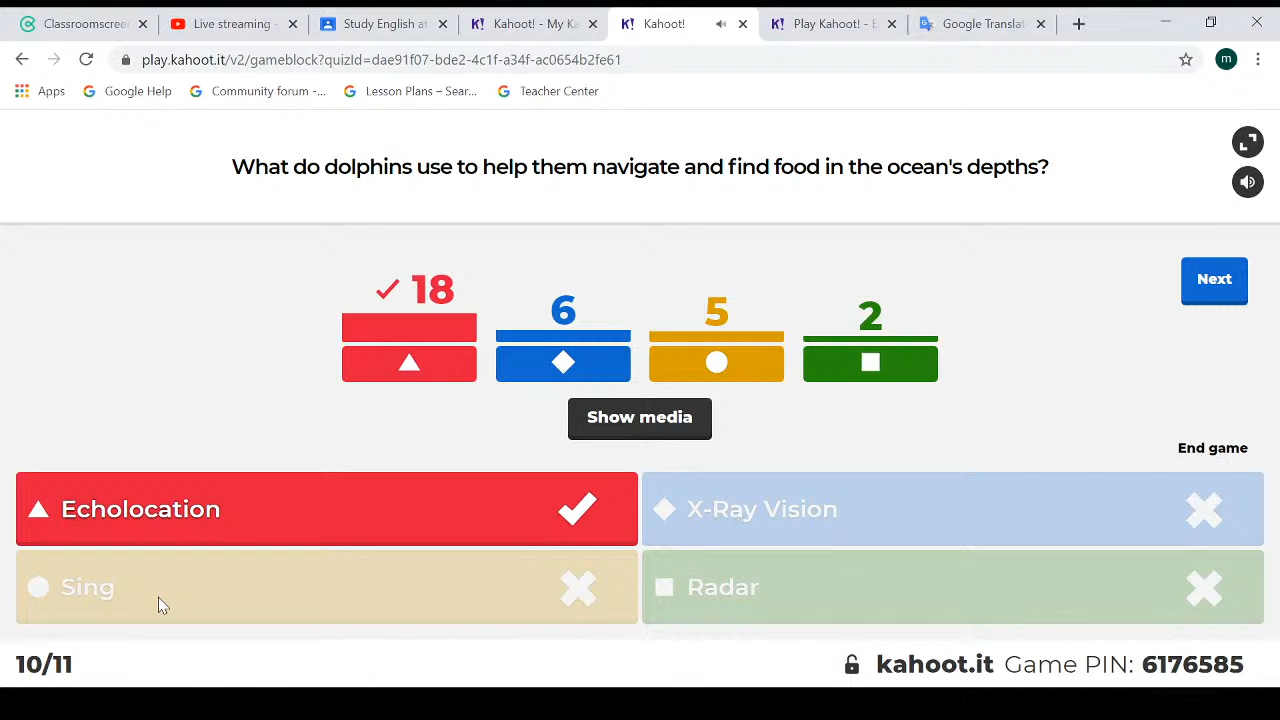 Classroomscree
Live streaming -
Study English at
K! Kahoot! - My Ka
K! Kahoot!
K! Play Kahoot! - E
Google Translat
play.kahoot.it/v2/gameblock?quizId=dae91f07-bde2-4c1f-a34f-ac0654b2fe61
m
Apps
Google Help
Community forum -...
Lesson Plans – Sear...
Teacher Center
What do dolphins use to help them navigate and find food in the ocean's depths?
18
6
5
2
Next
Show media
End game
Echolocation
X-Ray Vision
Sing
Radar
10/11
kahoot.it Game PIN: 6176585